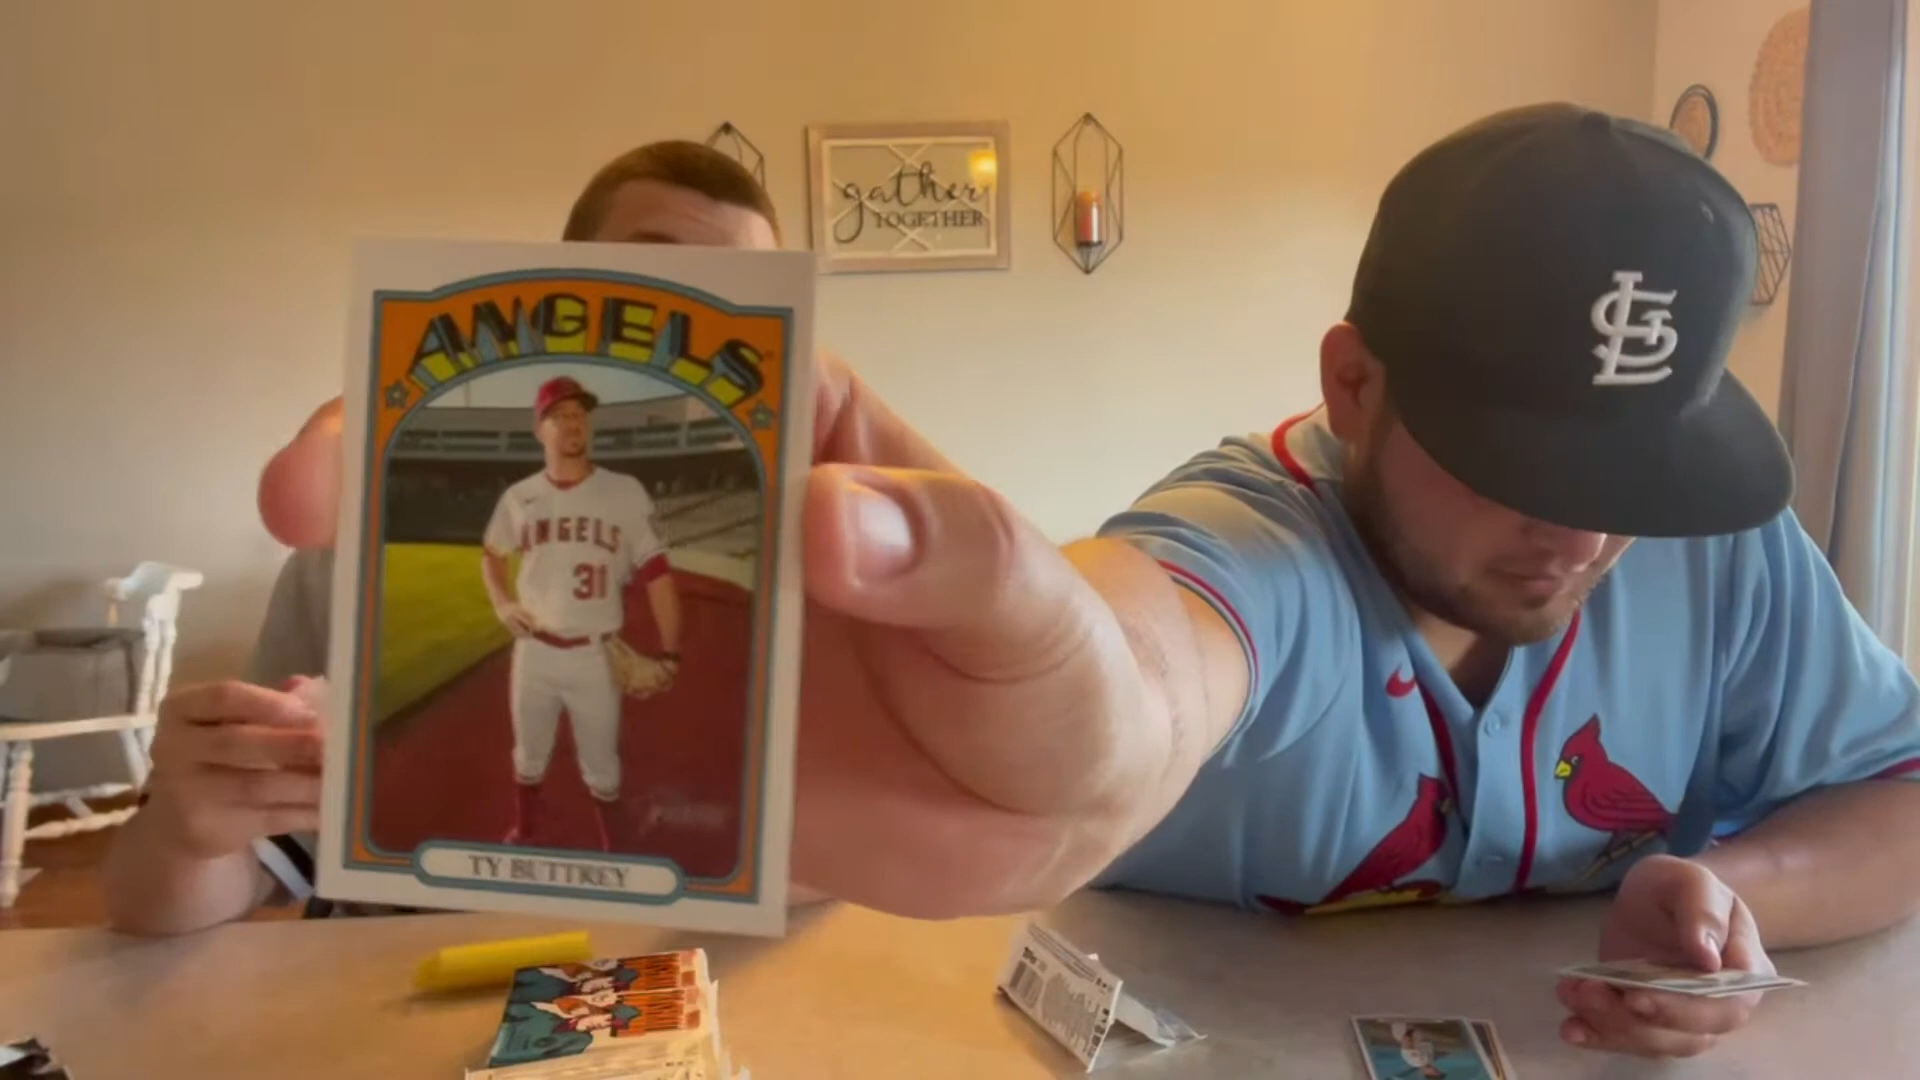 gather
TOGETHER
ANGELS
ANGELS
31
TY BUTTREY
STL